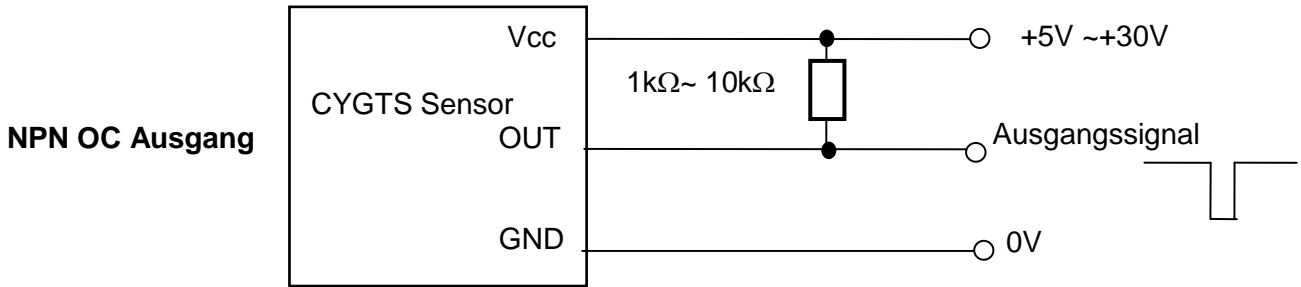 Vcc
+5V ~+30V
1kΩ~ 10kΩ
CYGTS Sensor
NPN OC Ausgang
OUT
Ausgangssignal
GND
0V